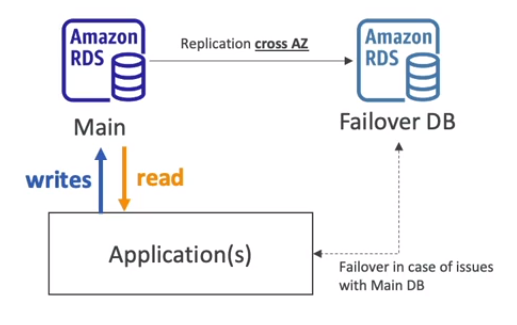 Amazon
RDS
Replication cross AZ
Amazon
RDS
Main
Failover DB
writes
read
Application(s)
Failover in case of issues
with Main DB